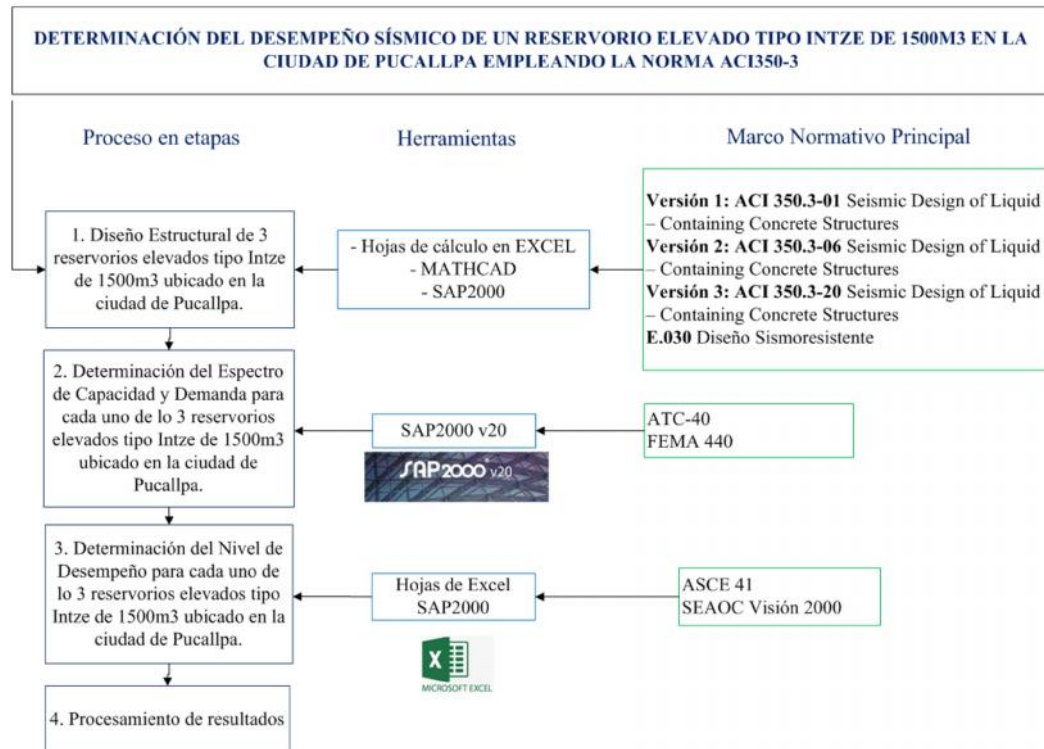 DETERMINACIÓN DEL DESEMPEÑO SÍSMICO DE UN RESERVORIO ELEVADO TIPO INTZE DE 1500M3 EN LA
CIUDAD DE PUCALLPA EMPLEANDO LA NORMA ACI350-3
Proceso en etapas
Herramientas
Marco Normativo Principal
1. Diseño Estructural de 3
reservorios elevados tipo Intze
de 1500m3 ubicado en la
ciudad de Pucallpa.
- Hojas de cálculo en EXCEL
- MATHCAD
- SAP2000
Versión 1: ACI 350.3-01 Seismic Design of Liquid
– Containing Concrete Structures
Versión 2: ACI 350.3-06 Seismic Design of Liquid
– Containing Concrete Structures
Versión 3: ACI 350.3-20 Seismic Design of Liquid
– Containing Concrete Structures
E.030 Diseño Sismoresistente
2. Determinación del Espectro
de Capacidad y Demanda para
cada uno de lo 3 reservorios
elevados tipo Intze de 1500m3
ubicado en la ciudad de
Pucallpa.
SAP2000 v20
SAP2000 v20
ATC-40
FEMA 440
3. Determinación del Nivel de
Desempeño para cada uno de
lo 3 reservorios elevados tipo
Intze de 1500m3 ubicado en la
ciudad de Pucallpa.
Hojas de Excel
SAP2000
X
MICROSOFT EXCEL
ASCE 41
SEAOC Visión 2000
4. Procesamiento de resultados